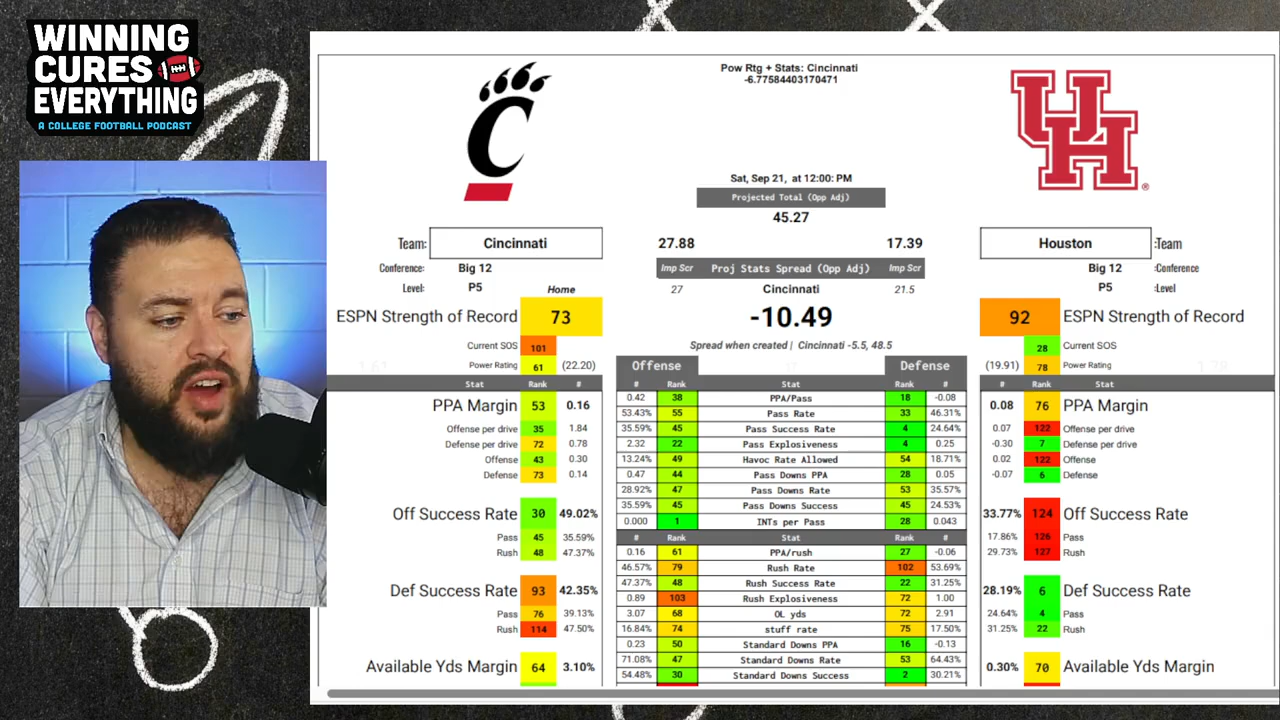 WINNING
CURES
EVERYTHING
A COLLEGE FOOTBALL PODCAST
Pow Rtg + Stats: Cincinnati
-6.77584403170471
Sat, Sep 21, at 12:00: PM
Projected Total (Opp Adj)
45.27
Team: Cincinnati 27.88 17.39 Houston :Team
Conference: Big 12 Imp Scr Proj Stats Spread (Opp Adj) Imp Scr Big 12 :Conference
Level: P5 Home 27 Cincinnati 21.5 P5 :Level
ESPN Strength of Record 73 -10.49 92 ESPN Strength of Record
Current SOS 101 Spread when created | Cincinnati -5.5, 48.5 28 Current SOS
Power Rating 61 (22.20) Offense Defense (19.91) 78 Power Rating
Stat Rank # # Rank Stat Rank # # Rank Stat
PPA Margin 53 0.16 0.08 76 PPA Margin
Offense per drive 35 1.84 0.07 122 Offense per drive
Defense per drive 72 0.78 -0.30 7 Defense per drive
Offense 43 0.30 0.02 122 Offense
Defense 73 0.14 -0.07 6 Defense
Off Success Rate 30 49.02% 33.77% 124 Off Success Rate
Pass 45 35.59% 17.86% 126 Pass
Rush 48 47.37% 29.73% 127 Rush
Def Success Rate 93 42.35% 28.19% 6 Def Success Rate
Pass 76 39.13% 24.64% 4 Pass
Rush 114 47.50% 31.25% 22 Rush
Available Yds Margin 64 3.10% 0.30% 70 Available Yds Margin
0.42 38 PPA/Pass 18 -0.08
53.43% 55 Pass Rate 33 46.31%
35.59% 45 Pass Success Rate 4 24.64%
2.32 22 Pass Explosiveness 4 0.25
13.24% 49 Havoc Rate Allowed 54 18.71%
0.47 44 Pass Downs PPA 28 0.05
28.92% 47 Pass Downs Rate 53 35.57%
35.59% 45 Pass Downs Success 45 24.53%
0.000 1 INTs per Pass 28 0.043
# Rank Stat Rank #
0.16 61 PPA/rush 27 -0.06
46.57% 79 Rush Rate 102 53.69%
47.37% 48 Rush Success Rate 22 31.25%
0.89 103 Rush Explosiveness 72 1.00
3.07 68 OL yds 72 2.91
16.84% 74 stuff rate 75 17.50%
0.23 50 Standard Downs PPA 16 -0.13
71.08% 47 Standard Downs Rate 53 64.43%
54.48% 30 Standard Downs Success 2 30.21%